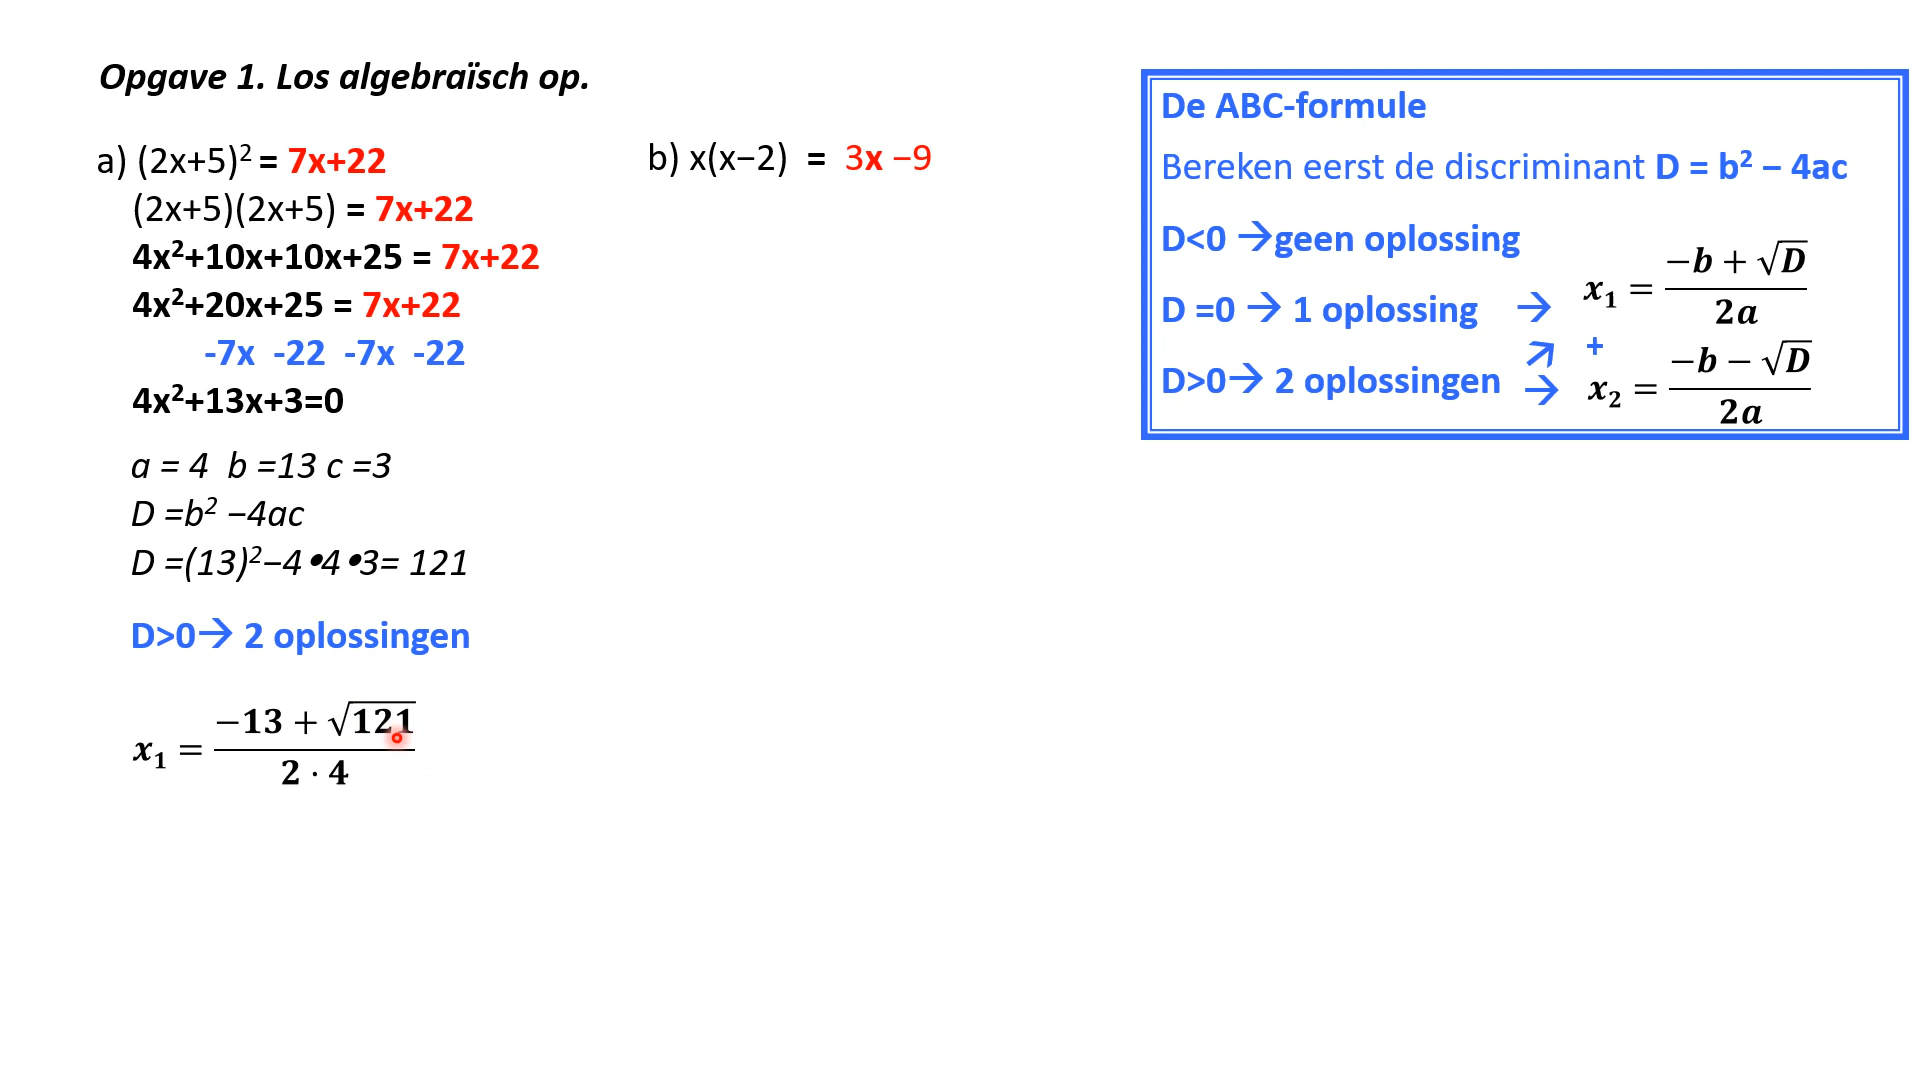 Opgave 1. Los algebraïsch op.
a) (2x+5)² = 7x+22
(2x+5)(2x+5) = 7x+22
4x²+10x+10x+25 = 7x+22
4x²+20x+25 = 7x+22
-7x -22 -7x -22
4x²+13x+3=0
a = 4 b =13 c =3
D =b² −4ac
D =(13)²−4•4•3= 121
D>0→ 2 oplossingen
x₁ = (−13 + √121) / (2 · 4)
b) x(x−2) = 3x −9
De ABC-formule
Bereken eerst de discriminant D = b² − 4ac
D<0 →geen oplossing
D =0 → 1 oplossing → x₁ = (−b + √D) / (2a)
↗ +
D>0→ 2 oplossingen → x₂ = (−b − √D) / (2a)